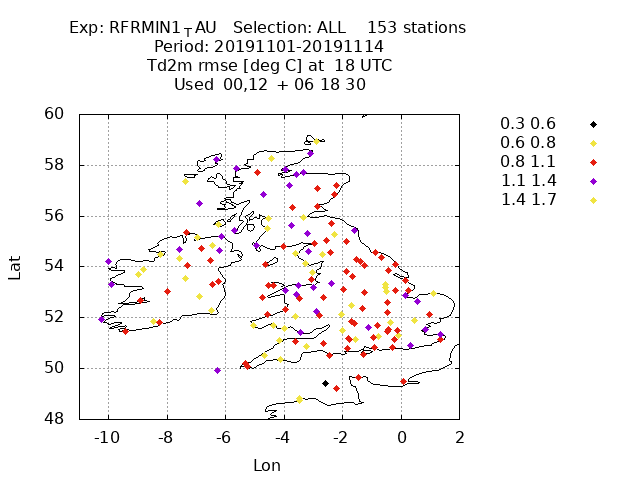 Exp: RFRMIN1_TAU Selection: ALL 153 stations
Period: 20191101-20191114
Td2m rmse [deg C] at 18 UTC
Used 00,12 + 06 18 30
60
58
56
54
52
50
48
-10 -8 -6 -4 -2 0 2
Lat
Lon
0.3 0.6
0.6 0.8
0.8 1.1
1.1 1.4
1.4 1.7